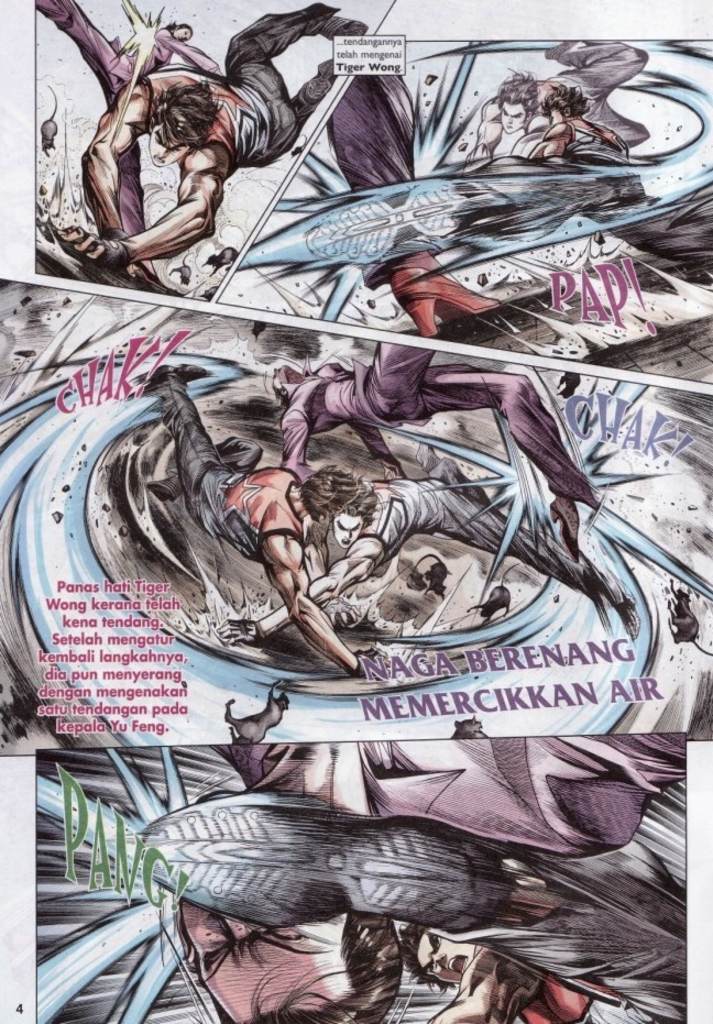 ...tendangannya
telah mengenai
Tiger Wong.
PAP!
CHAK!
CHAK!
Panas hati Tiger
Wong kerana telah
kena tendang.
Setelah mengatur
kembali langkahnya,
dia pun menyerang
dengan mengenakan
satu tendangan pada
kepala Yu Feng.
NAGA BERENANG
MEMERCIKKAN AIR
PANG!
4